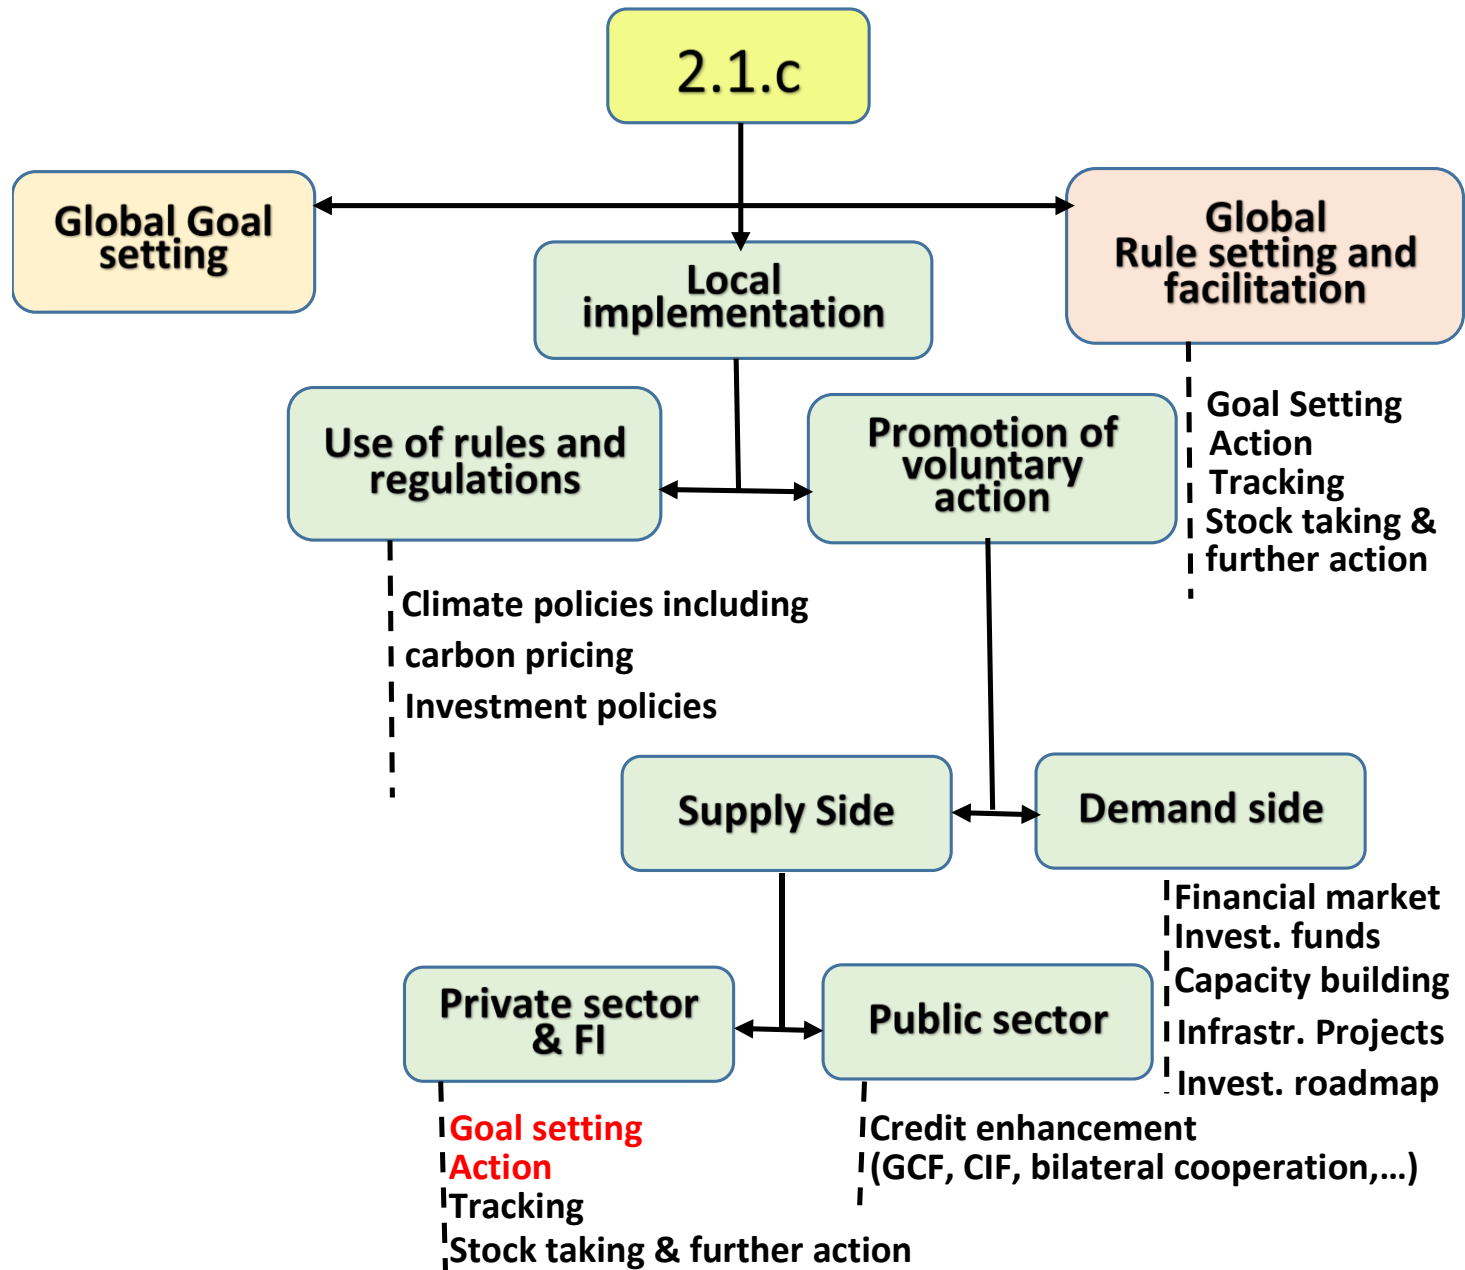 2.1.c
Global Goal
setting
Global
Rule setting and
facilitation
Local
implementation
Use of rules and
regulations
Promotion of
voluntary
action
Goal Setting
Action
Tracking
Stock taking &
further action
Climate policies including
carbon pricing
Investment policies
Supply Side
Demand side
Financial market
Invest. funds
Capacity building
Infrastr. Projects
Invest. roadmap
Private sector
& FI
Public sector
Goal setting
Action
Tracking
Stock taking & further action
Credit enhancement
(GCF, CIF, bilateral cooperation,...)